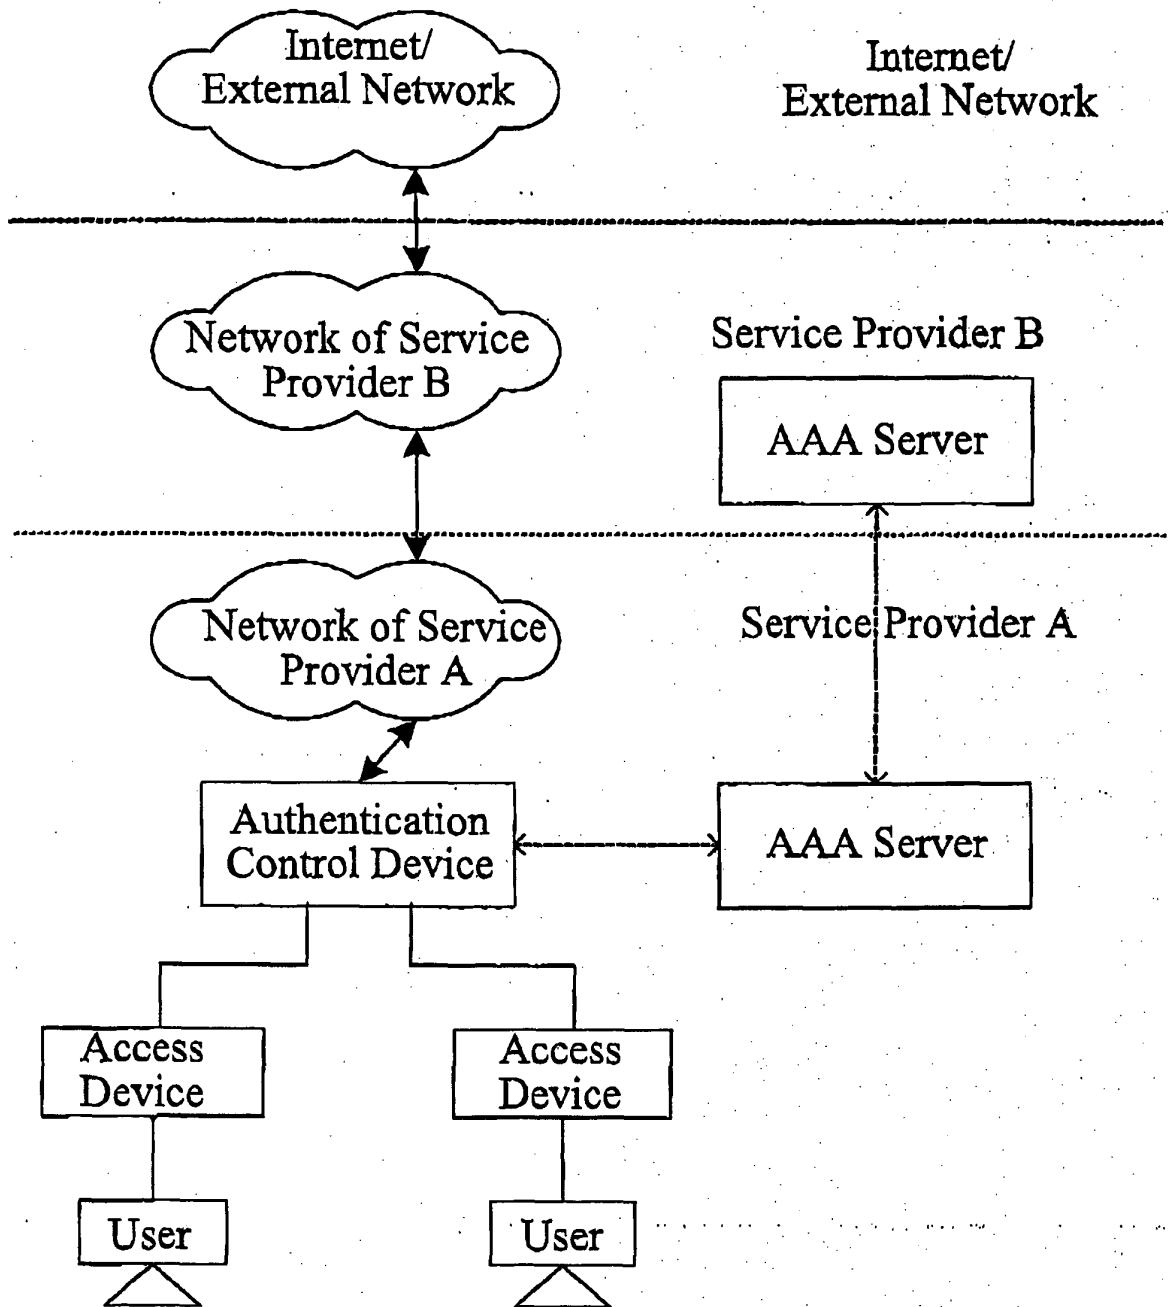 Internet/
External Network
Internet/
External Network
Network of Service
Provider B
Service Provider B
AAA Server
Network of Service
Provider A
Service Provider A
Authentication
Control Device
AAA Server
Access
Device
Access
Device
User
User